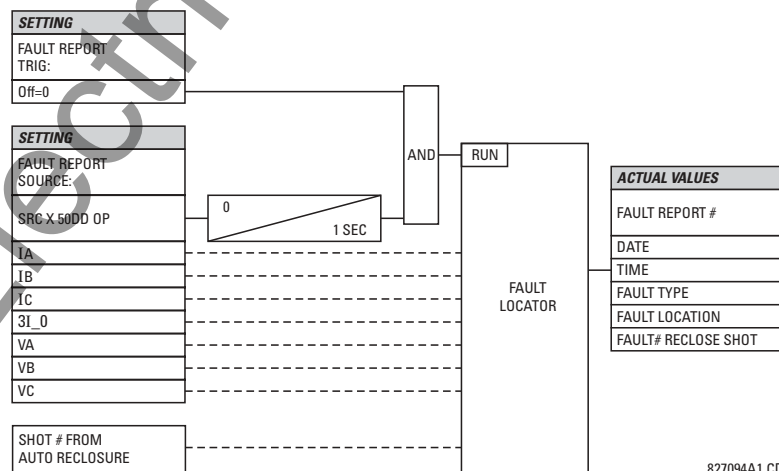 SETTING
FAULT REPORT
TRIG:
Off=0
SETTING
FAULT REPORT
SOURCE:
SRC X 50DD OP
IA
IB
IC
3I_0
VA
VB
VC
SHOT # FROM
AUTO RECLOSURE
0
1 SEC
AND
RUN
FAULT
LOCATOR
ACTUAL VALUES
FAULT REPORT #
DATE
TIME
FAULT TYPE
FAULT LOCATION
FAULT# RECLOSE SHOT